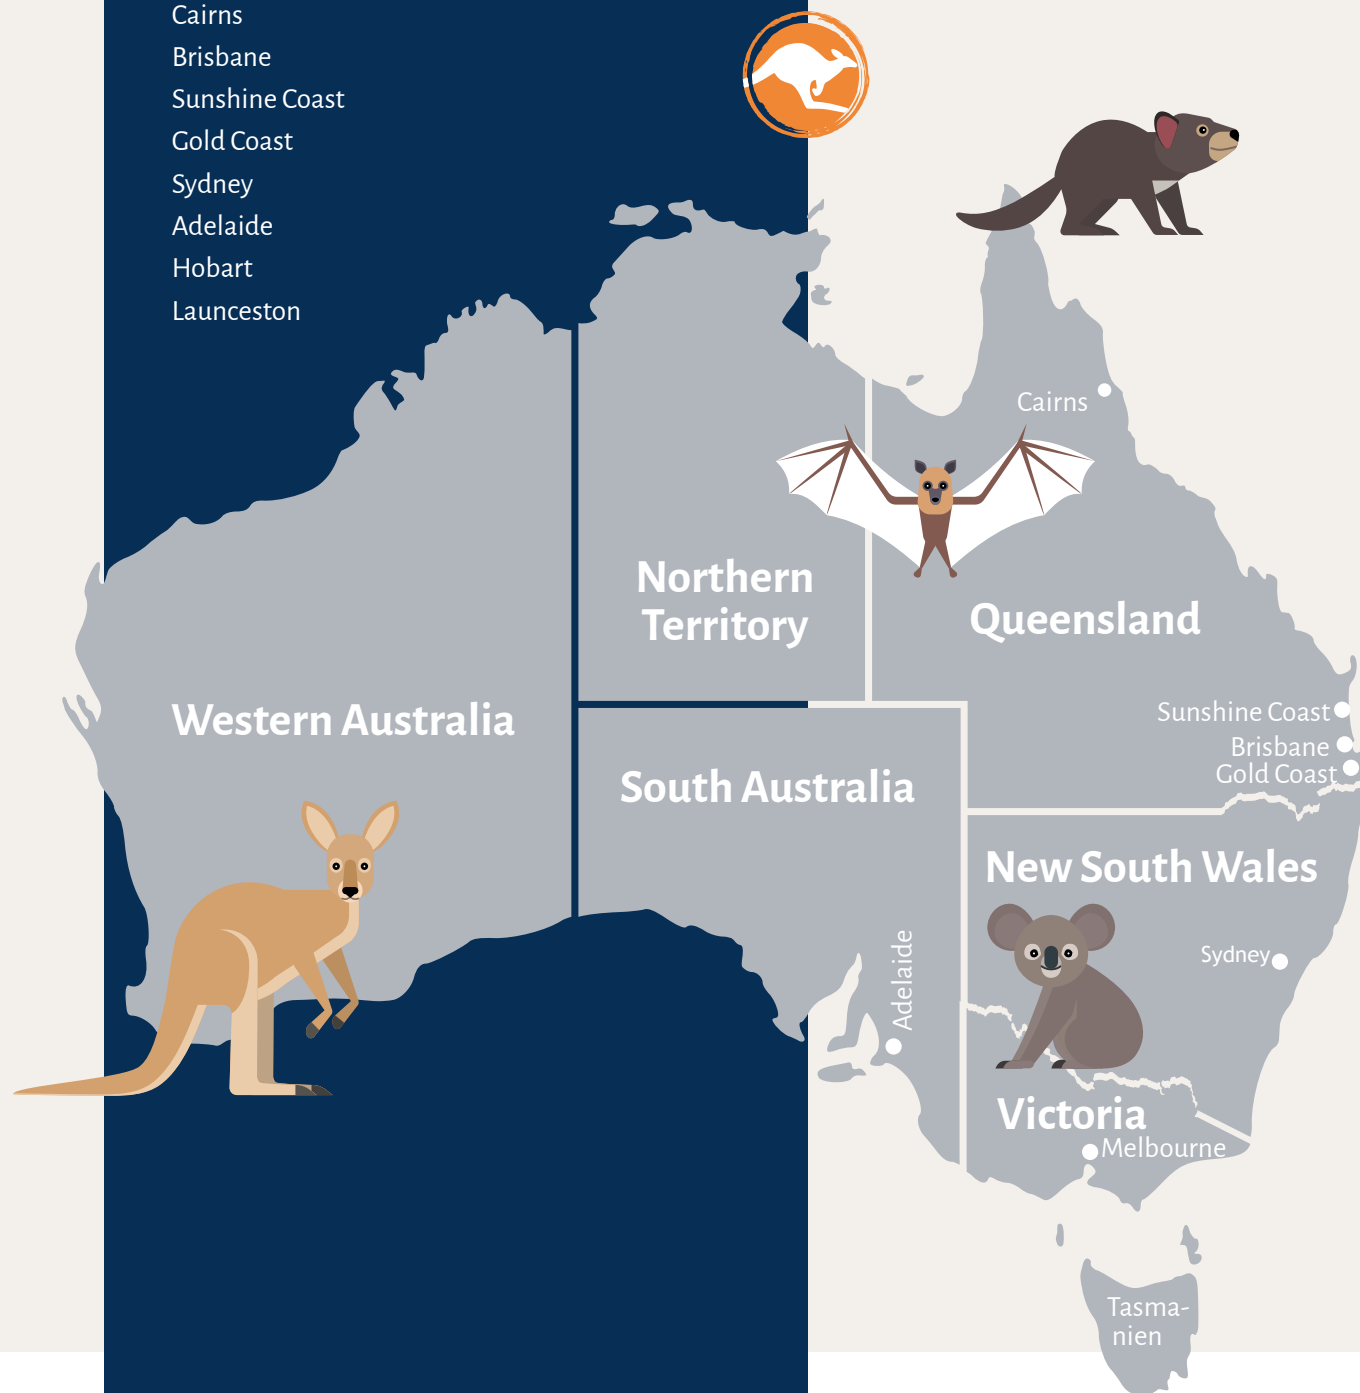 Cairns
Brisbane
Sunshine Coast
Gold Coast
Sydney
Adelaide
Hobart
Launceston
Cairns
Northern
Territory
Queensland
Western Australia
Sunshine Coast
Brisbane
Gold Coast
South Australia
New South Wales
Sydney
Adelaide
Victoria
Melbourne
Tasma-
nien